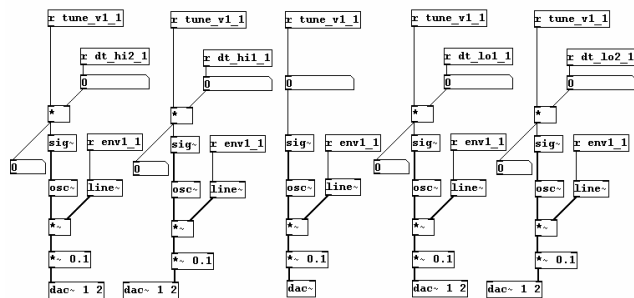 r tune_v1_1 r tune_v1_1 r tune_v1_1 r tune_v1_1 r tune_v1_1
r dt_hi2_1 r dt_hi1_1 r dt_lo1_1 r dt_lo2_1
0 0 0 0 0
* * * *
sig~ sig~ sig~ sig~ sig~
r env1_1 r env1_1 r env1_1 r env1_1 r env1_1
0 0 0 0
osc~ line~ osc~ line~ osc~ line~ osc~ line~ osc~ line~
*~ *~ *~ *~ *~
*~ 0.1 *~ 0.1 *~ 0.1 *~ 0.1 *~ 0.1
dac~ 1 2 dac~ 1 2 dac~ dac~ 1 2 dac~ 1 2